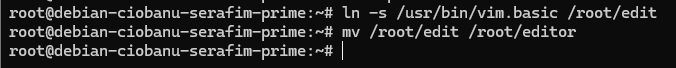 root@debian-ciobanu-serafim-prime:~# ln -s /usr/bin/vim.basic /root/edit
root@debian-ciobanu-serafim-prime:~# mv /root/edit /root/editor
root@debian-ciobanu-serafim-prime:~#